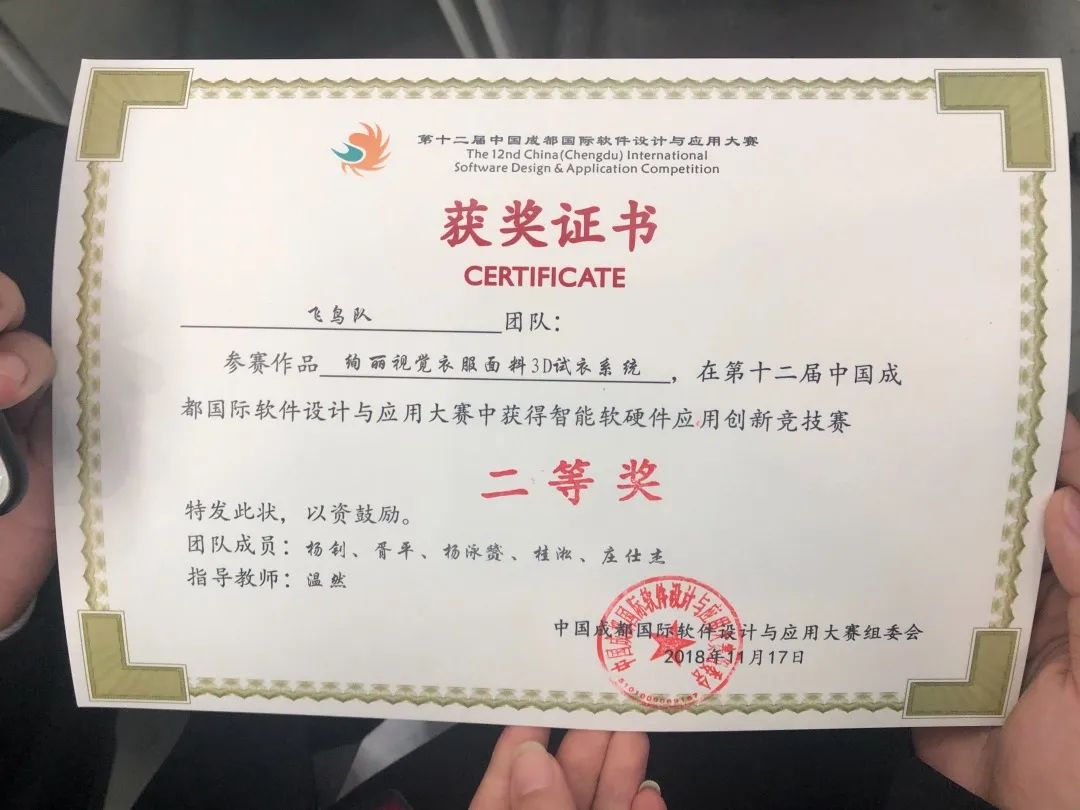 第十二届中国成都国际软件设计与应用大赛
The 12nd China(Chengdu) International
Software Design & Application Competition
获奖证书
CERTIFICATE
飞鸟队团队：
参赛作品 绚丽视觉衣服面料3D试衣系统，在第十二届中国成
都国际软件设计与应用大赛中获得智能软硬件应用创新竞技赛
二等奖
特发此状，以资鼓励。
团队成员：杨钊、胥平、杨泳赟、桂淞、庄仕杰
指导教师：温然
中国成都国际软件设计与应用大赛组委会
2018年11月17日